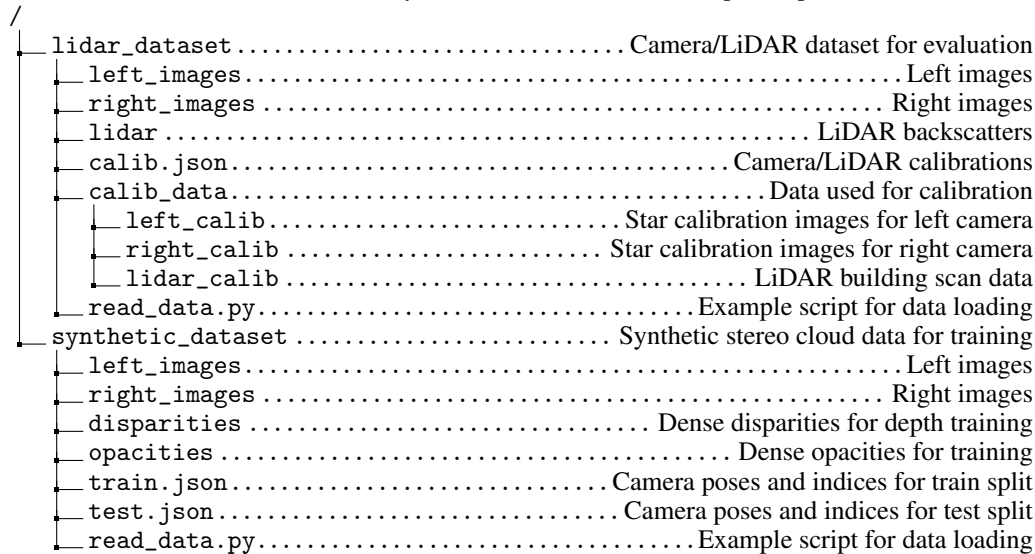 /
lidar_dataset ................................ Camera/LiDAR dataset for evaluation
left_images ................................ Left images
right_images ................................ Right images
lidar ................................ LiDAR backscatters
calib.json ................................ Camera/LiDAR calibrations
calib_data ................................ Data used for calibration
left_calib ................................ Star calibration images for left camera
right_calib ................................ Star calibration images for right camera
lidar_calib ................................ LiDAR building scan data
read_data.py ................................ Example script for data loading
synthetic_dataset ................................ Synthetic stereo cloud data for training
left_images ................................ Left images
right_images ................................ Right images
disparities ................................ Dense disparities for depth training
opacities ................................ Dense opacities for training
train.json ................................ Camera poses and indices for train split
test.json ................................ Camera poses and indices for test split
read_data.py ................................ Example script for data loading